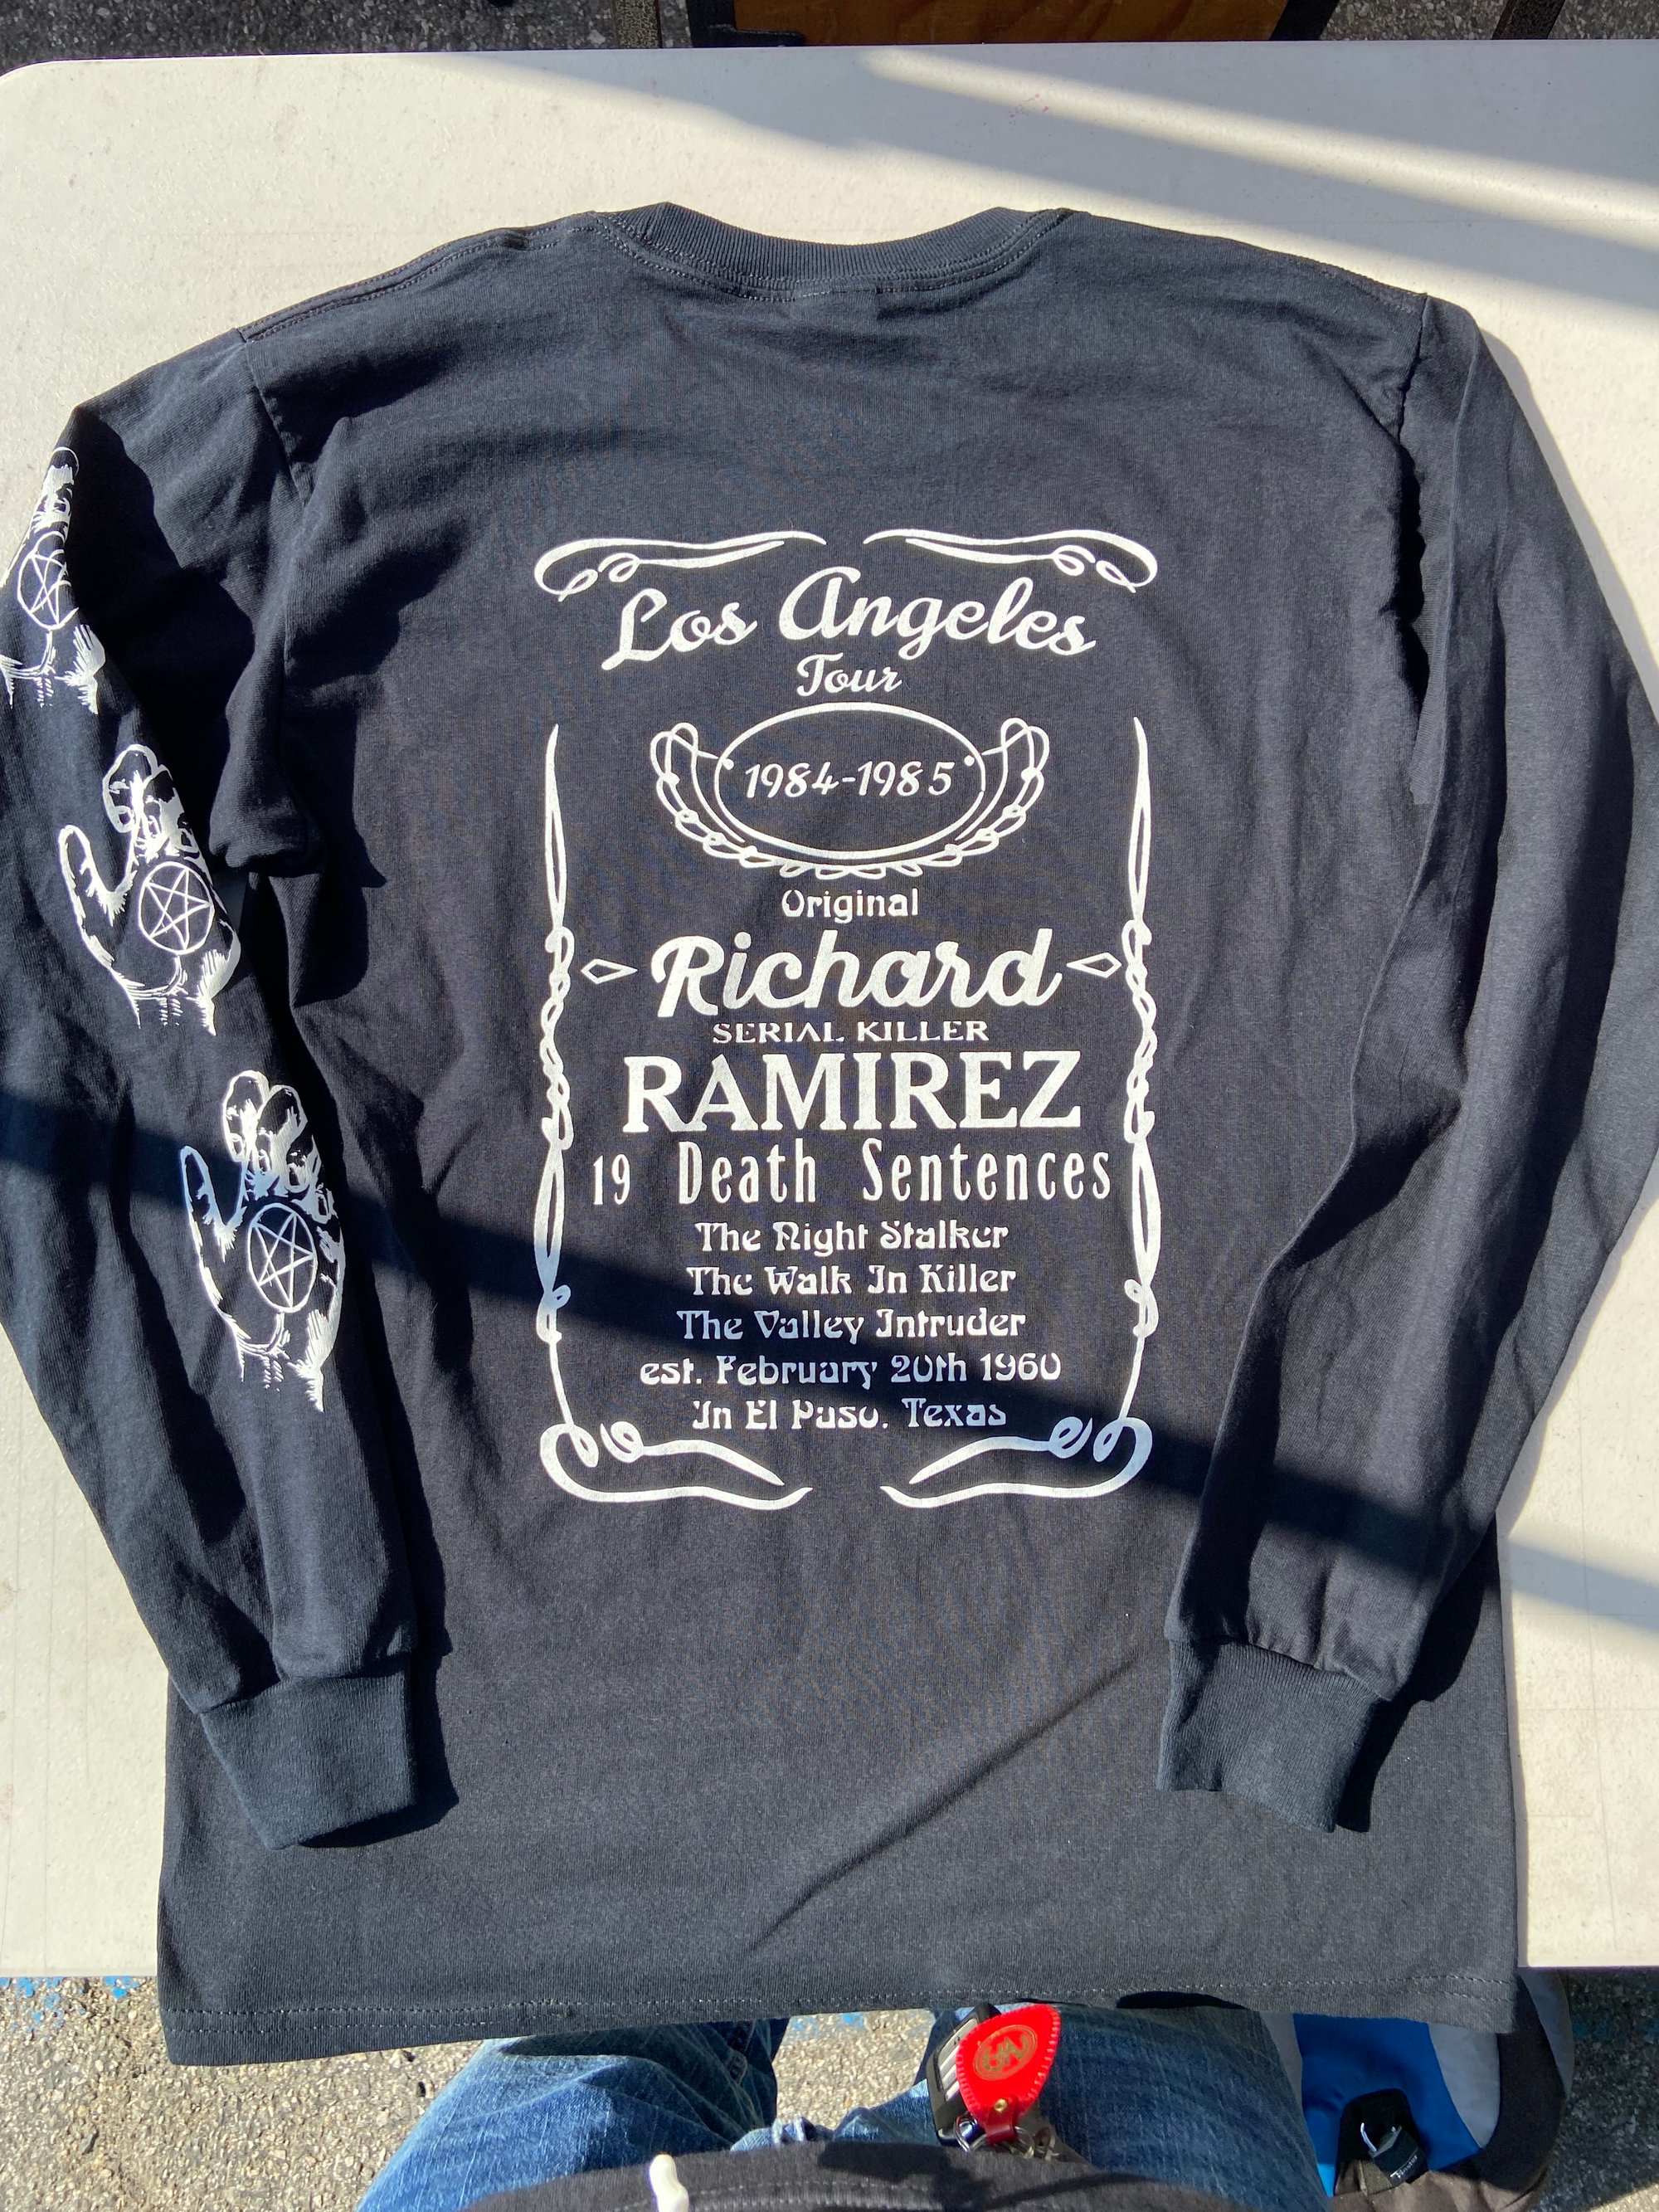 Los Angeles
Tour
1984-1985
Original
Richard
SERIAL KILLER
RAMIREZ
19 Death Sentences
The Night Stalker
The Walk In Killer
The Valley Intruder
est. February 20th 1960
In El Paso, Texas